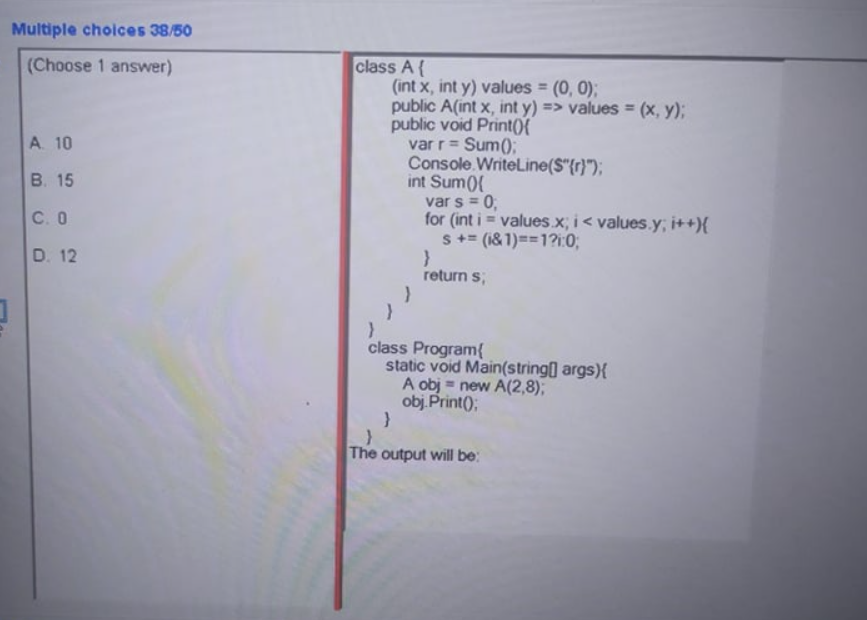 Multiple choices 38/50
(Choose 1 answer)
A. 10
B. 15
C. 0
D. 12
class A {
(int x, int y) values = (0, 0);
public A(int x, int y) => values = (x, y);
public void Print(){
var r = Sum();
Console.WriteLine($"{r}");
int Sum(){
var s = 0;
for (int i = values.x; i < values.y; i++){
s += (i&1)==1?i:0;
}
return s;
}
}
}
class Program{
static void Main(string[] args){
A obj = new A(2,8);
obj.Print();
}
}
The output will be: